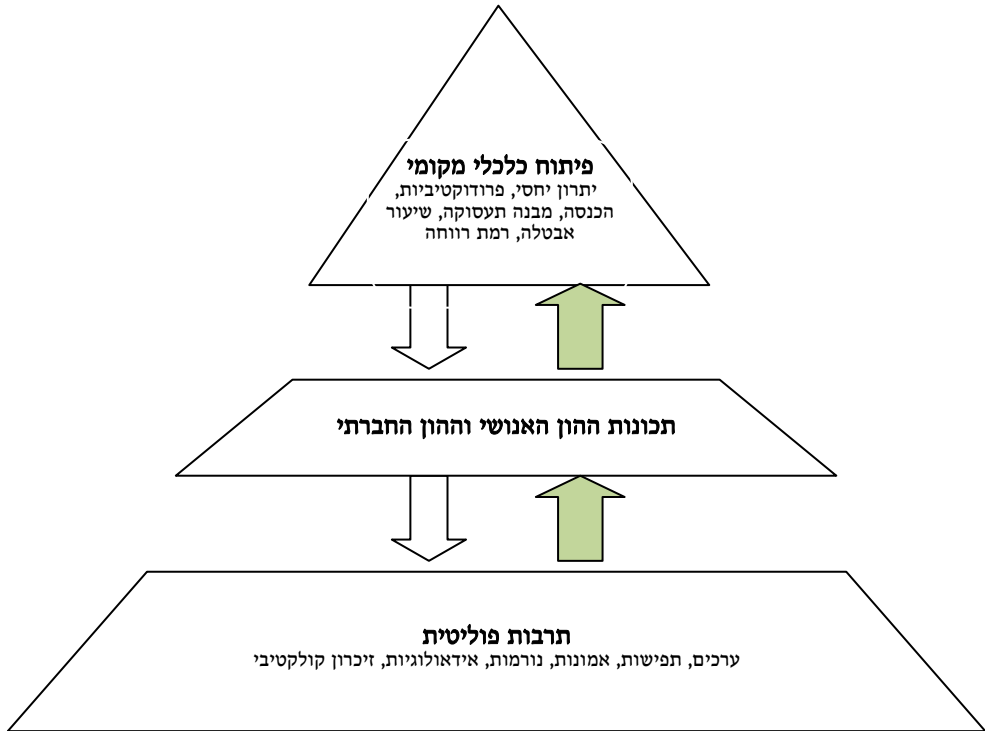 פיתוח כלכלי מקומי
יתרון יחסי, פרודוקטיביות,
הכנסה, מבנה תעסוקה, שיעור
אבטלה, רמת רווחה
תכונות ההון האנושי וההון החברתי
תרבות פוליטית
ערכים, תפישות, אמונות, נורמות, אידאולוגיות, זיכרון קולקטיבי